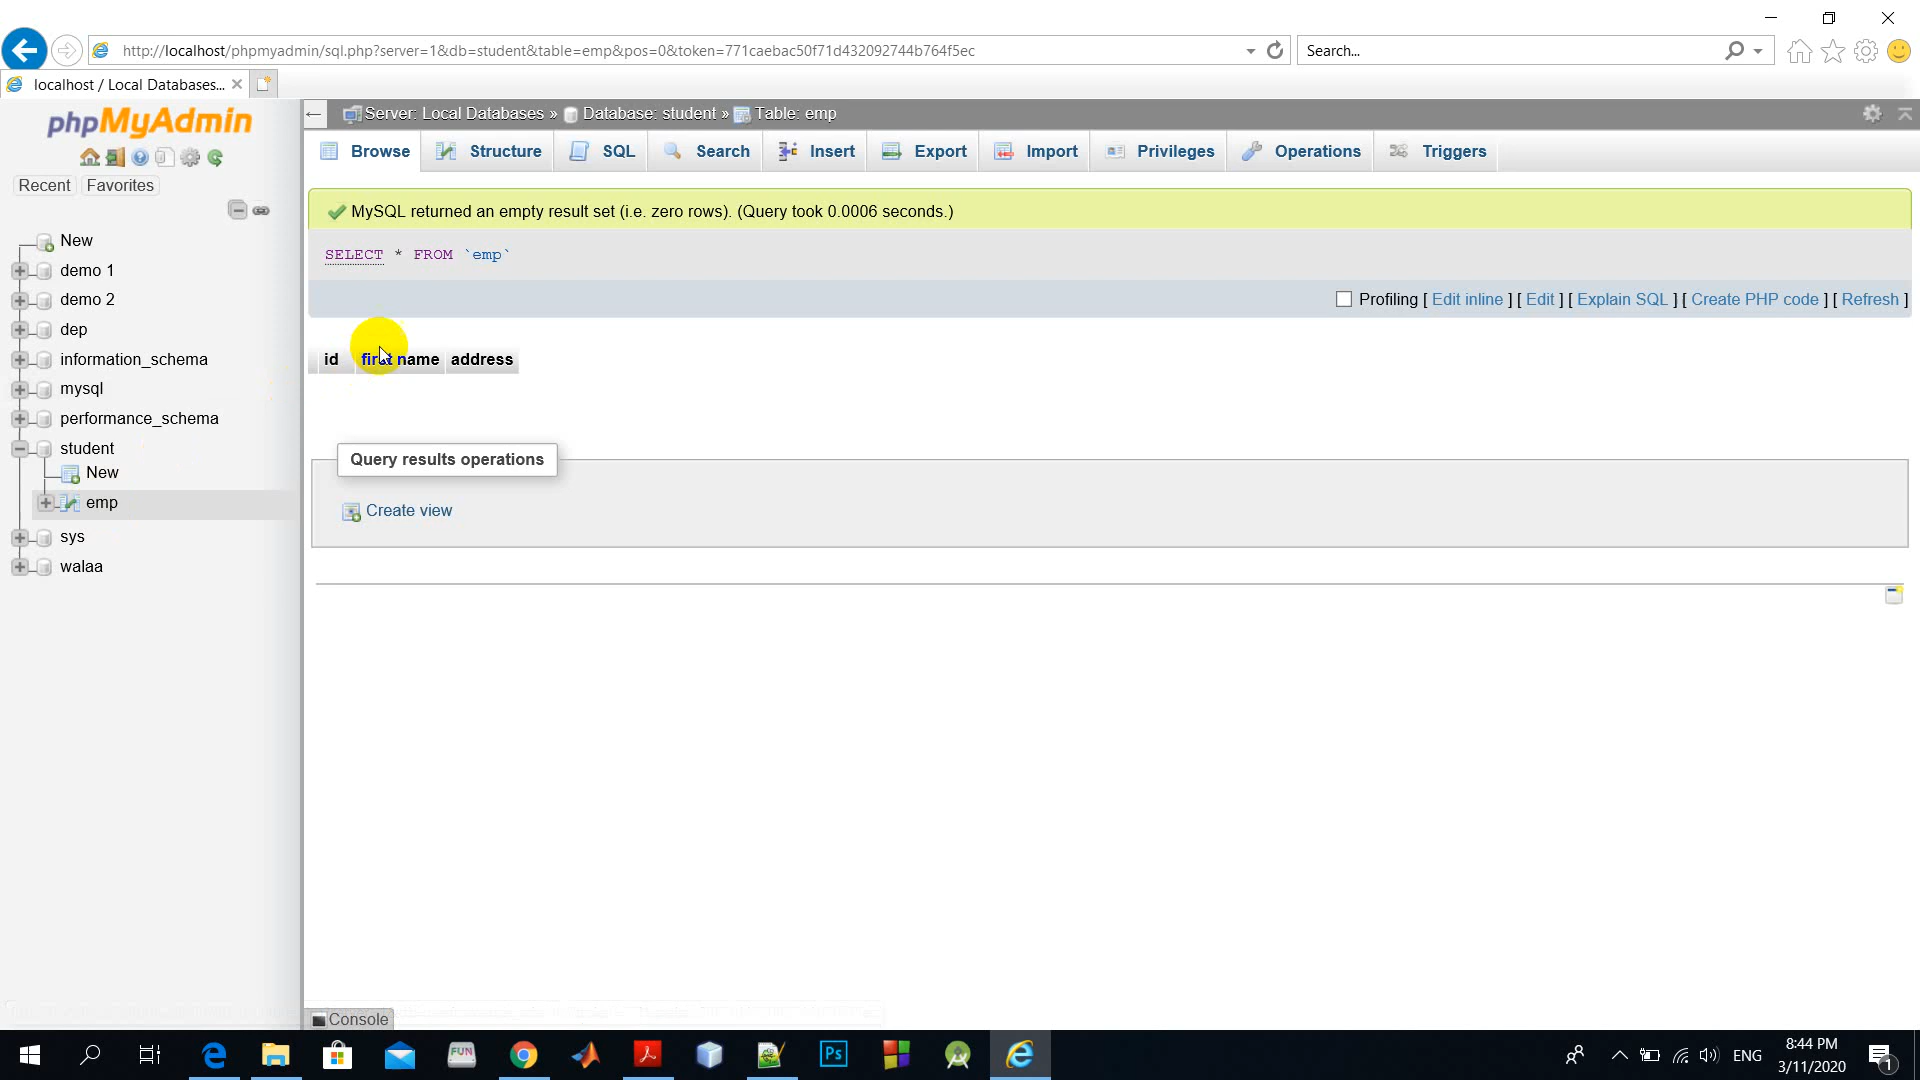 http://localhost/phpmyadmin/sql.php?server=1&db=student&table=emp&pos=0&token=771caebac50f71d432092744b764f5ec
Search...
localhost / Local Databases...
phpMyAdmin
Recent Favorites
New
demo 1
demo 2
dep
information_schema
mysql
performance_schema
student
New
emp
sys
walaa
Server: Local Databases » Database: student » Table: emp
Browse Structure SQL Search Insert Export Import Privileges Operations Triggers
MySQL returned an empty result set (i.e. zero rows). (Query took 0.0006 seconds.)
SELECT * FROM `emp`
Profiling [ Edit inline ] [ Edit ] [ Explain SQL ] [ Create PHP code ] [ Refresh ]
id first name address
Query results operations
Create view
Console
FUN
Ps
ENG
8:44 PM
3/11/2020
1